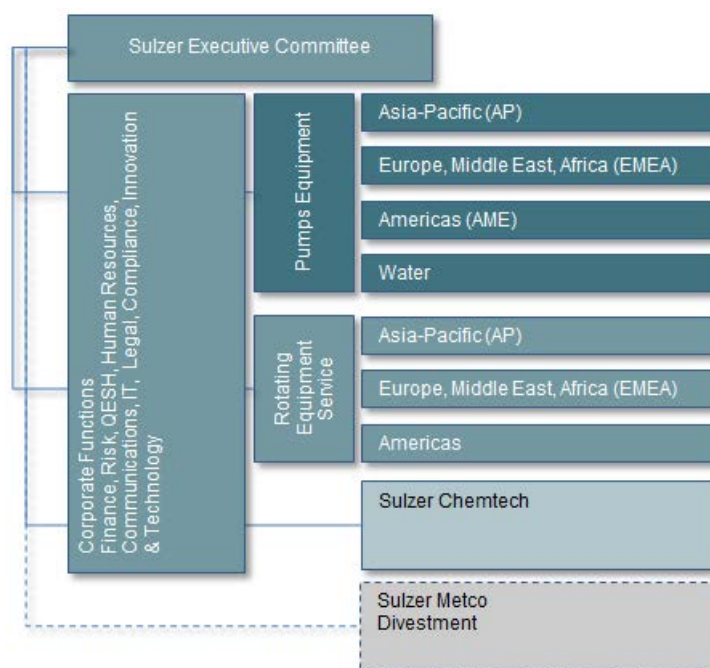 Sulzer Executive Committee
Corporate Functions
Finance, Risk, QESH, Human Resources,
Communications, IT, Legal, Compliance, Innovation
& Technology
Pumps Equipment
Asia-Pacific (AP)
Europe, Middle East, Africa (EMEA)
Americas (AME)
Water
Rotating
Equipment
Service
Asia-Pacific (AP)
Europe, Middle East, Africa (EMEA)
Americas
Sulzer Chemtech
Sulzer Metco
Divestment